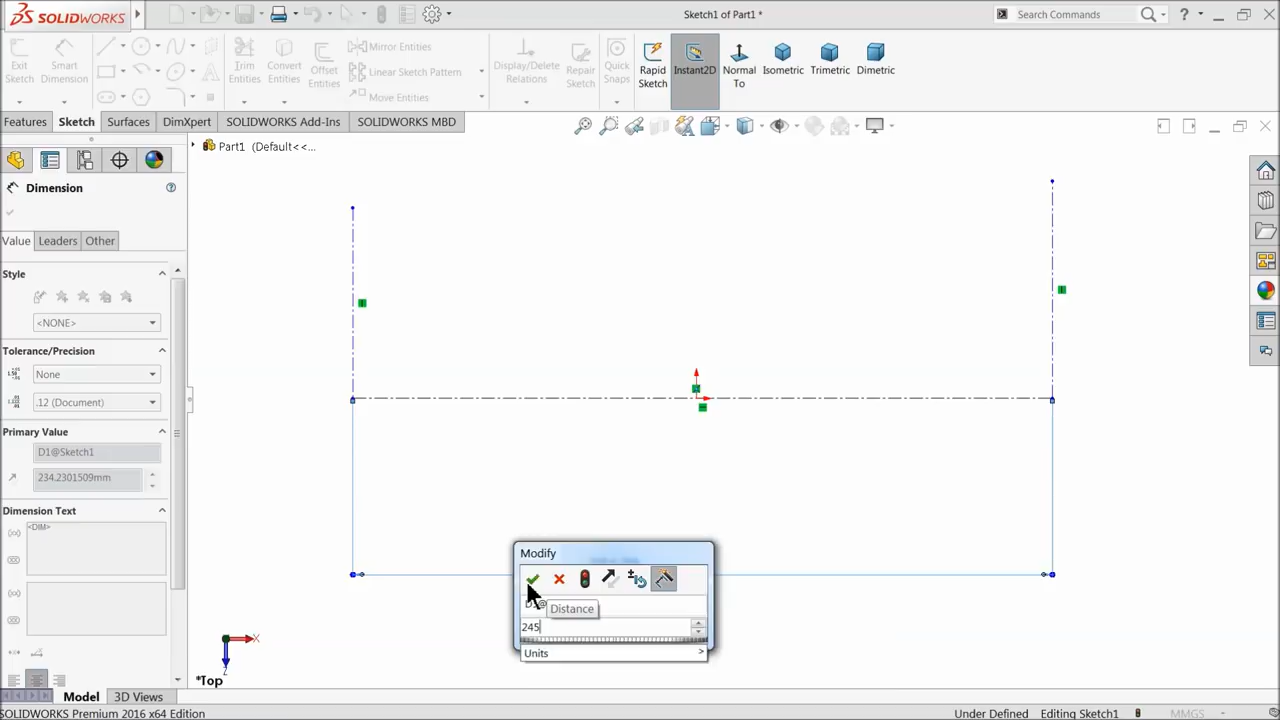 SOLIDWORKS
Sketch1 of Part1 *
Search Commands
?
Exit Sketch
Smart Dimension
Trim Entities
Convert Entities
Offset Entities
Mirror Entities
Linear Sketch Pattern
Move Entities
Display/Delete Relations
Repair Sketch
Quick Snaps
Rapid Sketch
Instant2D
Normal To
Isometric
Trimetric
Dimetric
Features
Sketch
Surfaces
DimXpert
SOLIDWORKS Add-Ins
SOLIDWORKS MBD
Part1 (Default<<...
Dimension
Value
Leaders
Other
Style
<NONE>
Tolerance/Precision
None
.12 (Document)
Primary Value
D1@Sketch1
234.2301509mm
Dimension Text
<DIM>
Modify
Distance
245
Units >
X
Z
*Top
Model
3D Views
SOLIDWORKS Premium 2016 x64 Edition
Under Defined
Editing Sketch1
MMGS